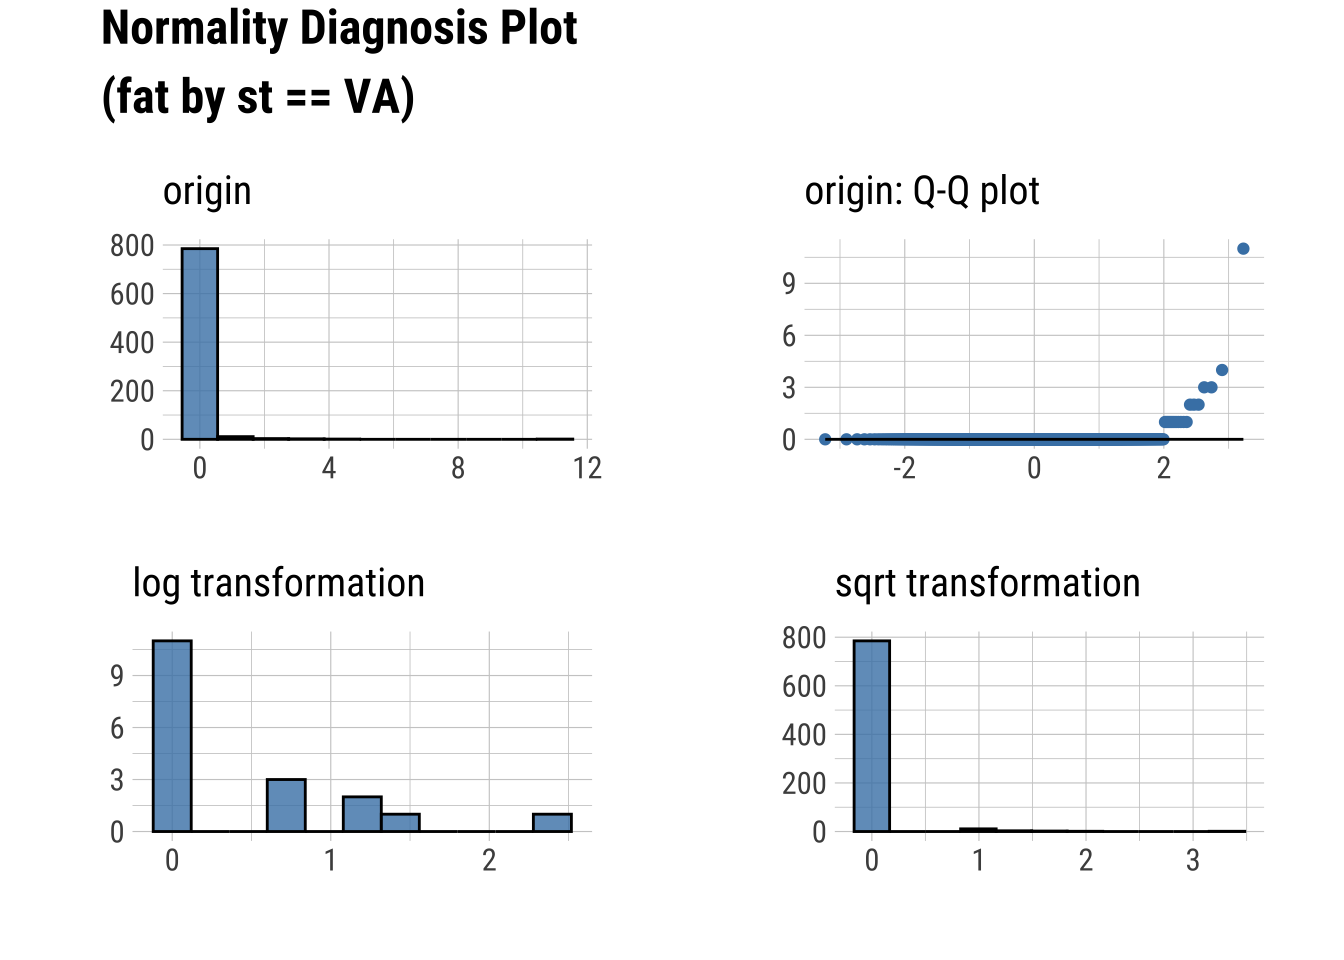 Normality Diagnosis Plot
(fat by st == VA)
origin
800
600
400
200
0
0 4 8 12
origin: Q-Q plot
9
6
3
0
-2 0 2
log transformation
9
6
3
0
0 1 2
sqrt transformation
800
600
400
200
0
0 1 2 3